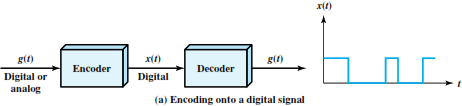 x(t)
g(t)
Encoder
x(t)
Decoder
g(t)
Digital or
analog
Digital
t
(a) Encoding onto a digital signal